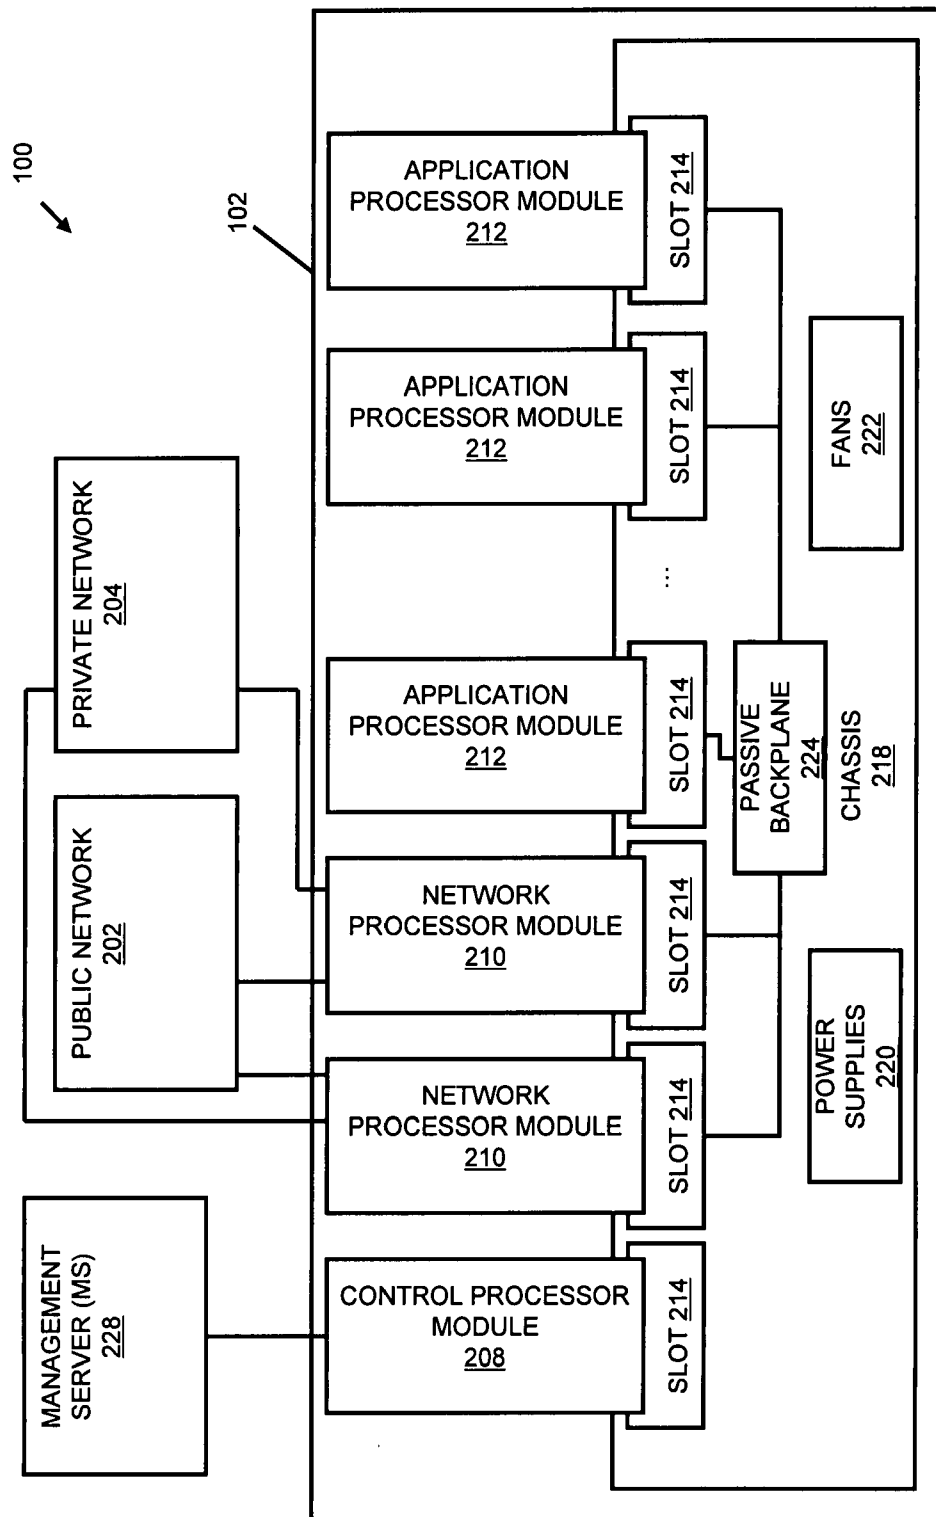 100
102
MANAGEMENT
SERVER (MS)
228
PUBLIC NETWORK
202
PRIVATE NETWORK
204
CONTROL PROCESSOR
MODULE
208
NETWORK
PROCESSOR MODULE
210
NETWORK
PROCESSOR MODULE
210
APPLICATION
PROCESSOR MODULE
212
APPLICATION
PROCESSOR MODULE
212
APPLICATION
PROCESSOR MODULE
212
SLOT 214
SLOT 214
SLOT 214
SLOT 214
...
SLOT 214
SLOT 214
PASSIVE
BACKPLANE
224
POWER
SUPPLIES
220
CHASSIS
218
FANS
222